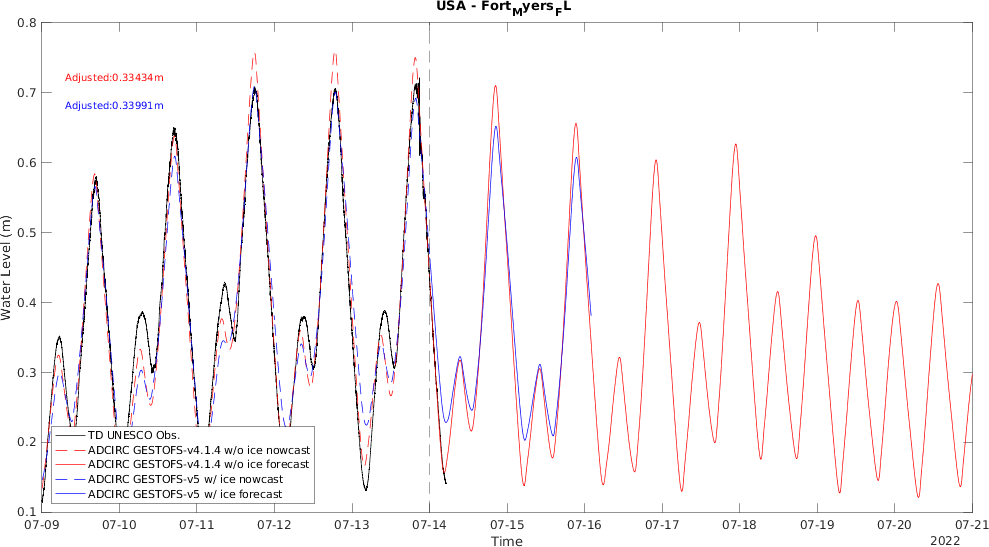 USA - FortMyersFL
0.8
0.7
0.6
0.5
0.4
0.3
0.2
0.1
Water Level (m)
Adjusted:0.33434m
Adjusted:0.33991m
TD UNESCO Obs.
ADCIRC GESTOFS-v4.1.4 w/o ice nowcast
ADCIRC GESTOFS-v4.1.4 w/o ice forecast
ADCIRC GESTOFS-v5 w/ ice nowcast
ADCIRC GESTOFS-v5 w/ ice forecast
07-09 07-10 07-11 07-12 07-13 07-14 07-15 07-16 07-17 07-18 07-19 07-20 07-21
Time
2022